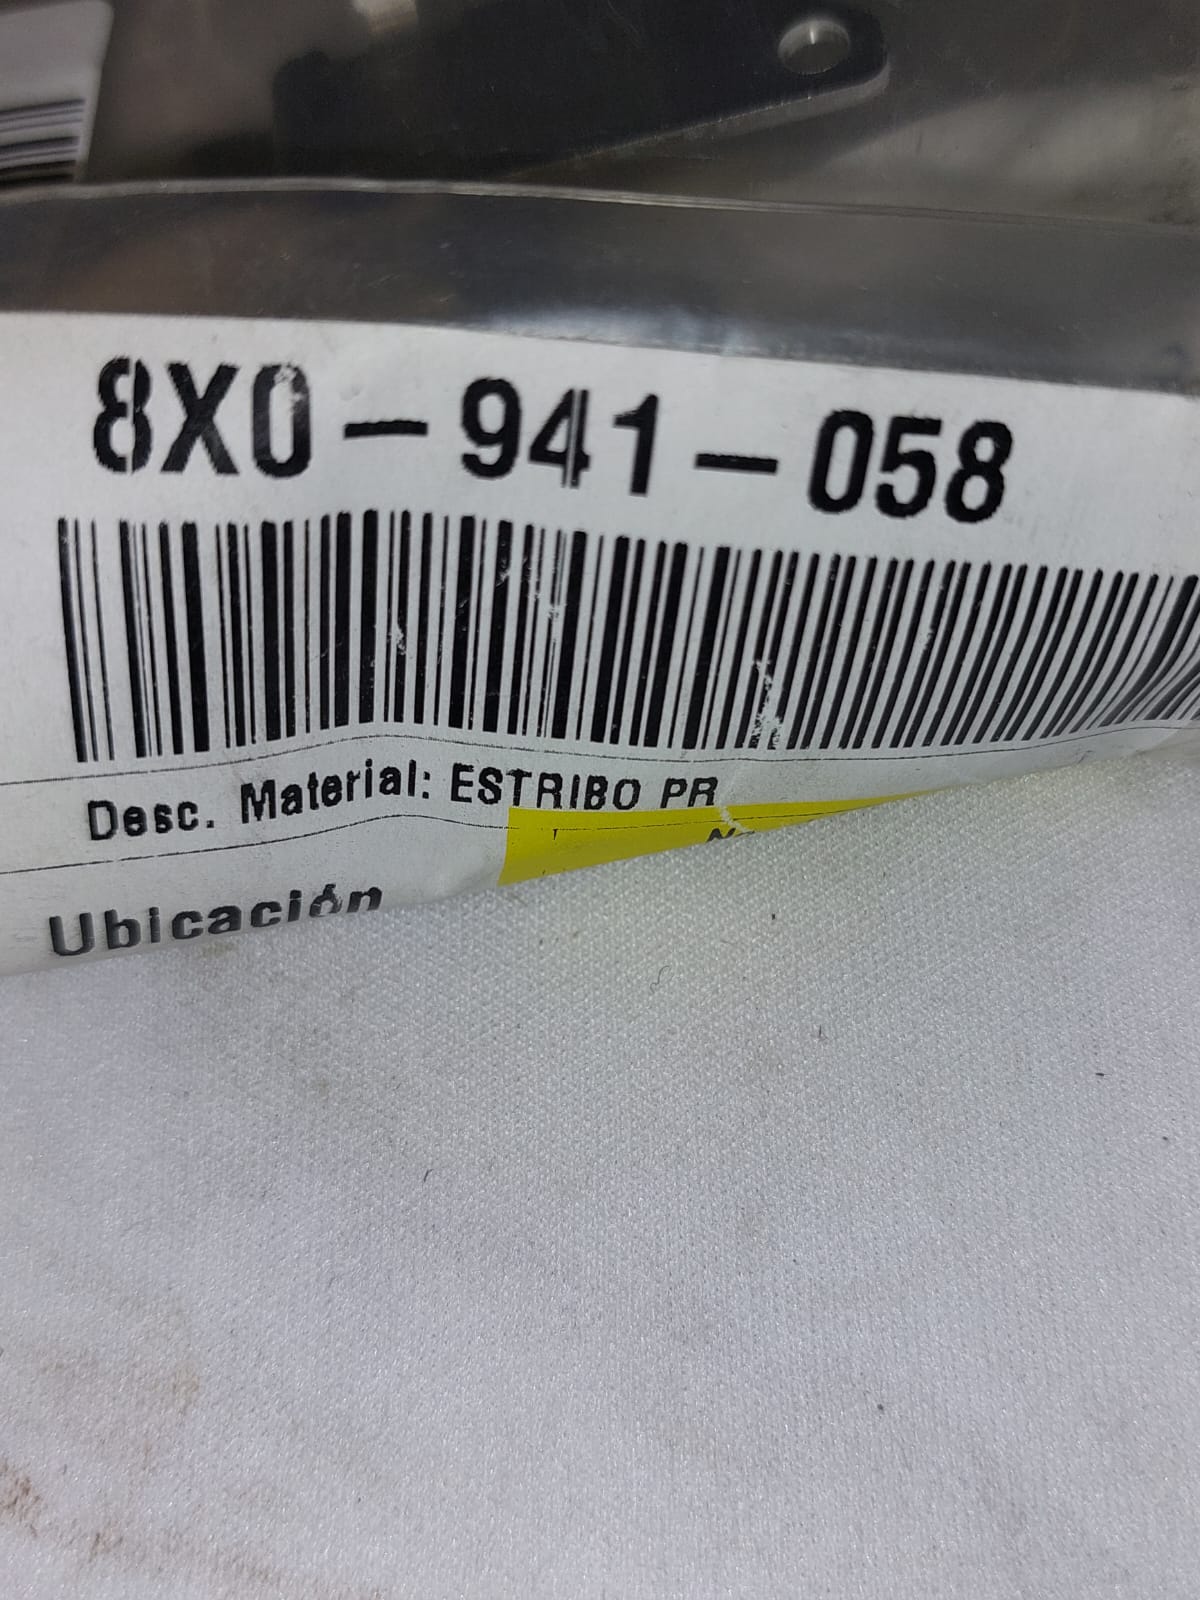 8X0-941-058
Desc. Material: ESTRIBO PR
Ubicación